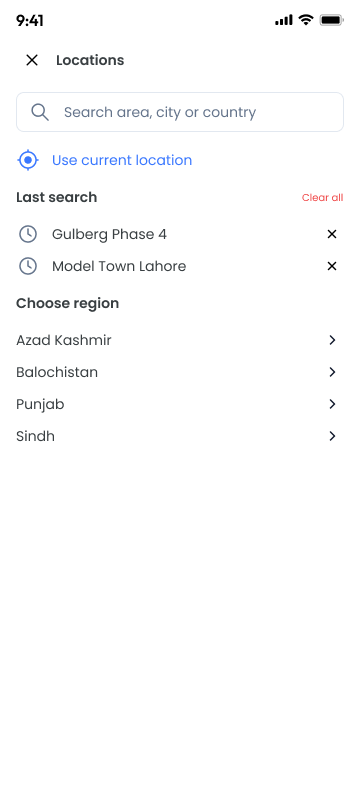 9:41
Locations
Search area, city or country
Use current location
Last search Clear all
Gulberg Phase 4
Model Town Lahore
Choose region
Azad Kashmir
Balochistan
Punjab
Sindh